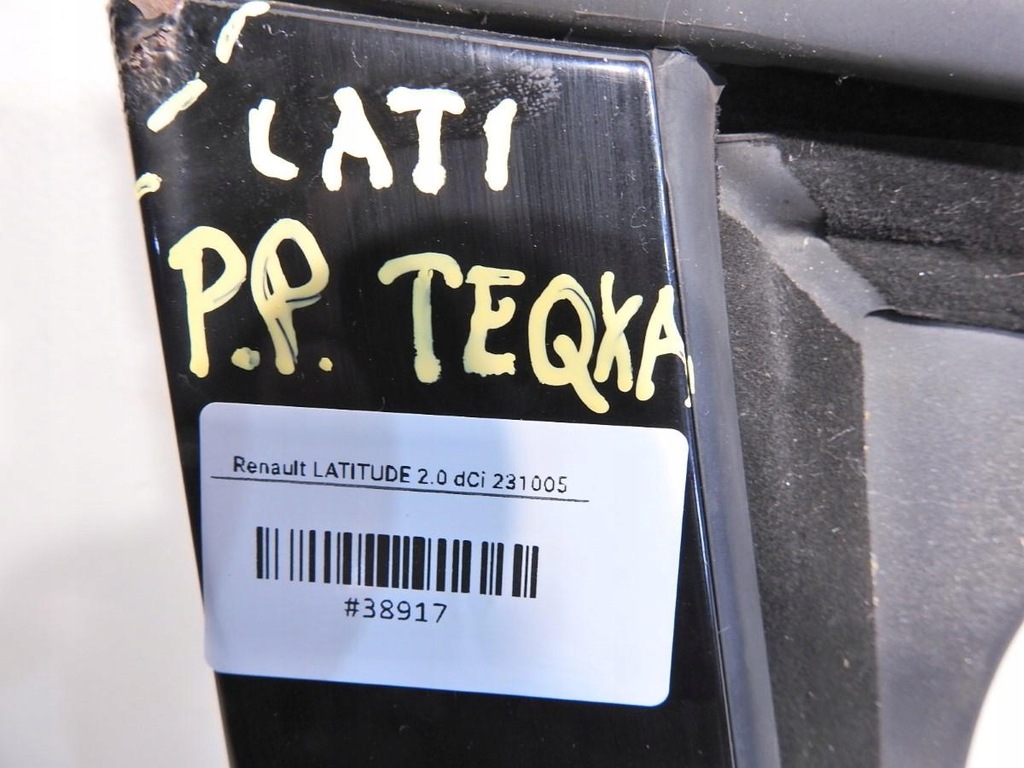 LATI
P.P. TEQXA
Renault LATITUDE 2.0 dCi 231005
#38917